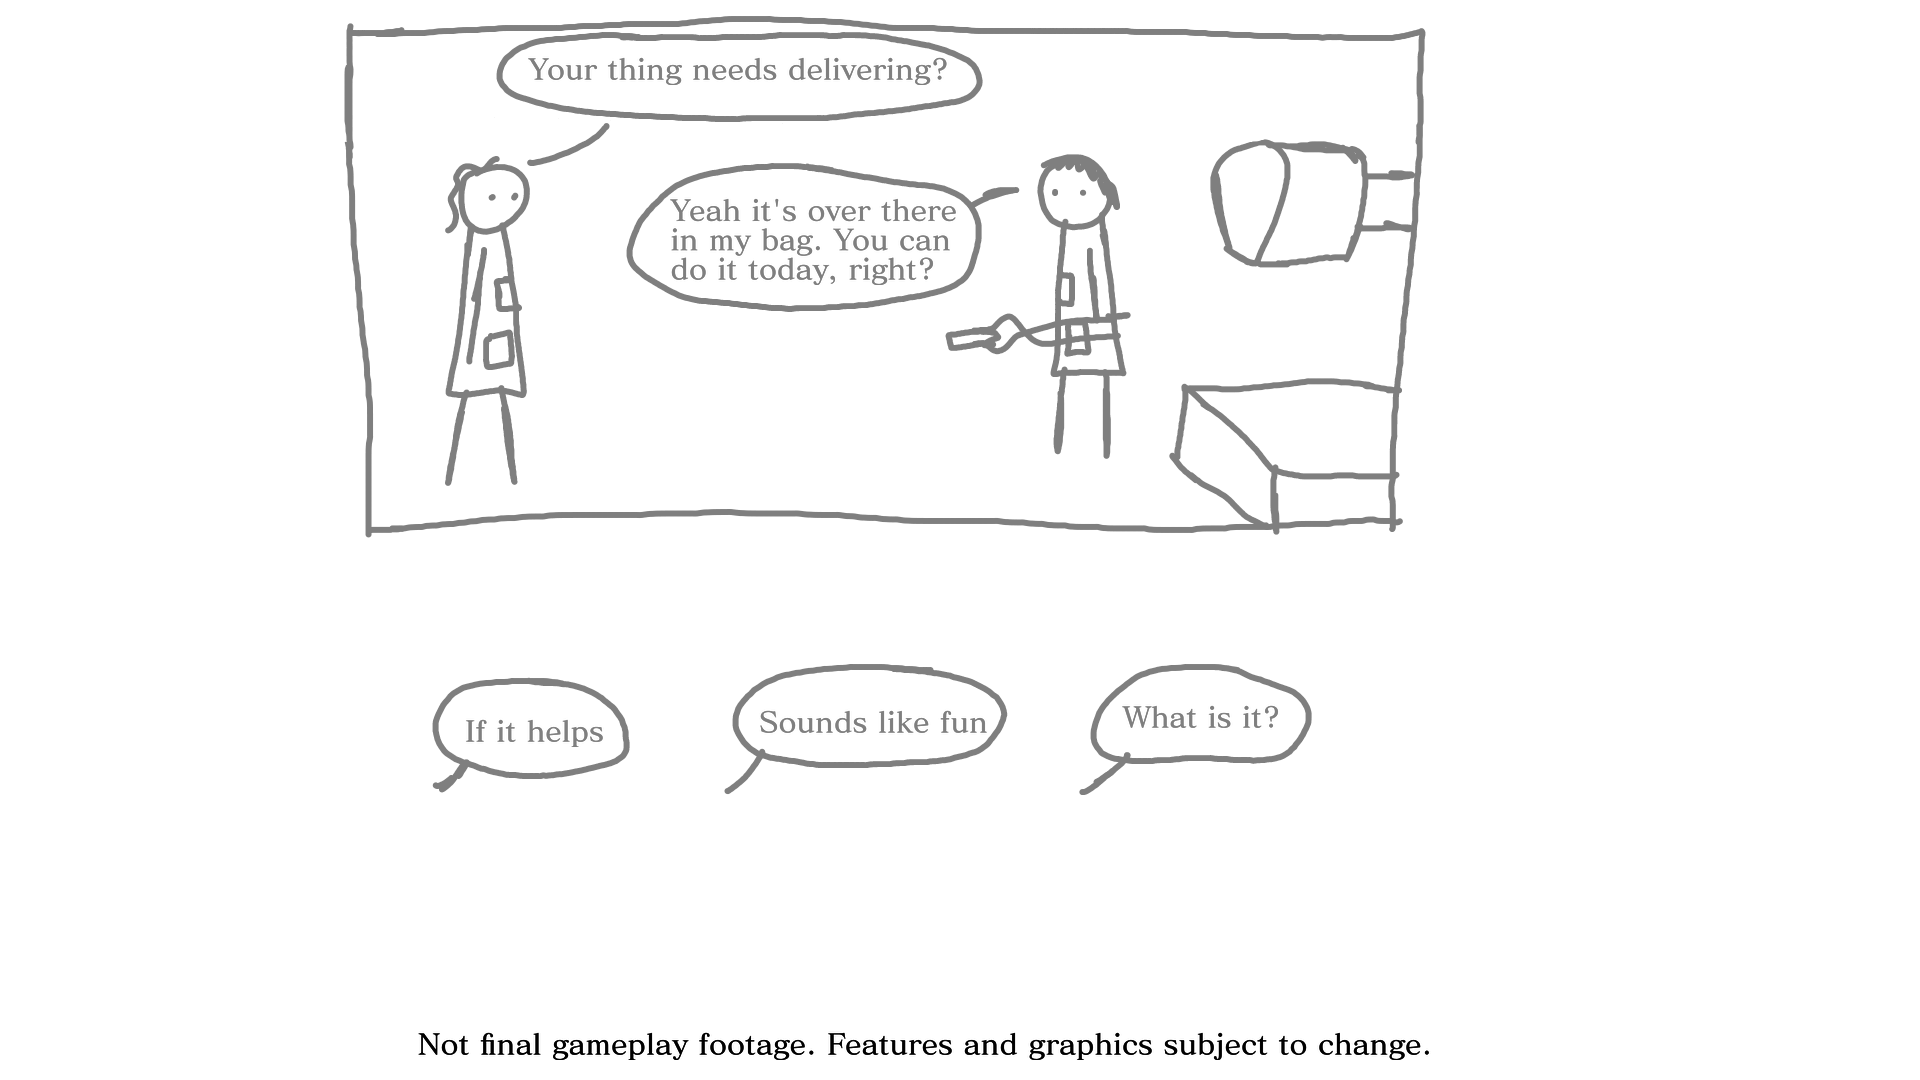 Your thing needs delivering?
Yeah it's over there
in my bag. You can
do it today, right?
If it helps
Sounds like fun
What is it?
Not final gameplay footage. Features and graphics subject to change.